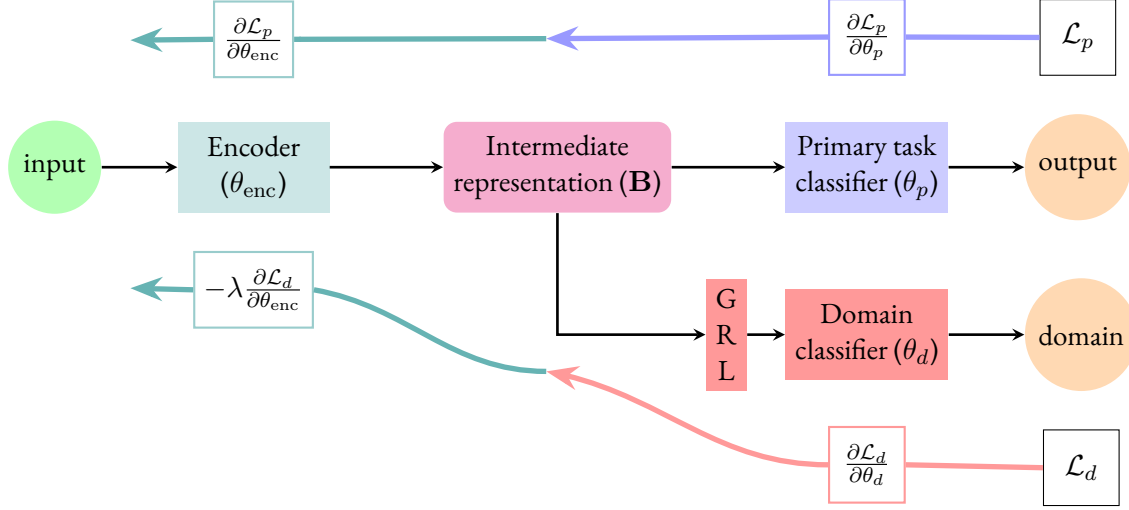 ∂ℒ_p/∂θ_enc
∂ℒ_p/∂θ_p
ℒ_p
input
Encoder
(θ_enc)
Intermediate
representation (𝐁)
Primary task
classifier (θ_p)
output
−λ ∂ℒ_d/∂θ_enc
G
R
L
Domain
classifier (θ_d)
domain
∂ℒ_d/∂θ_d
ℒ_d